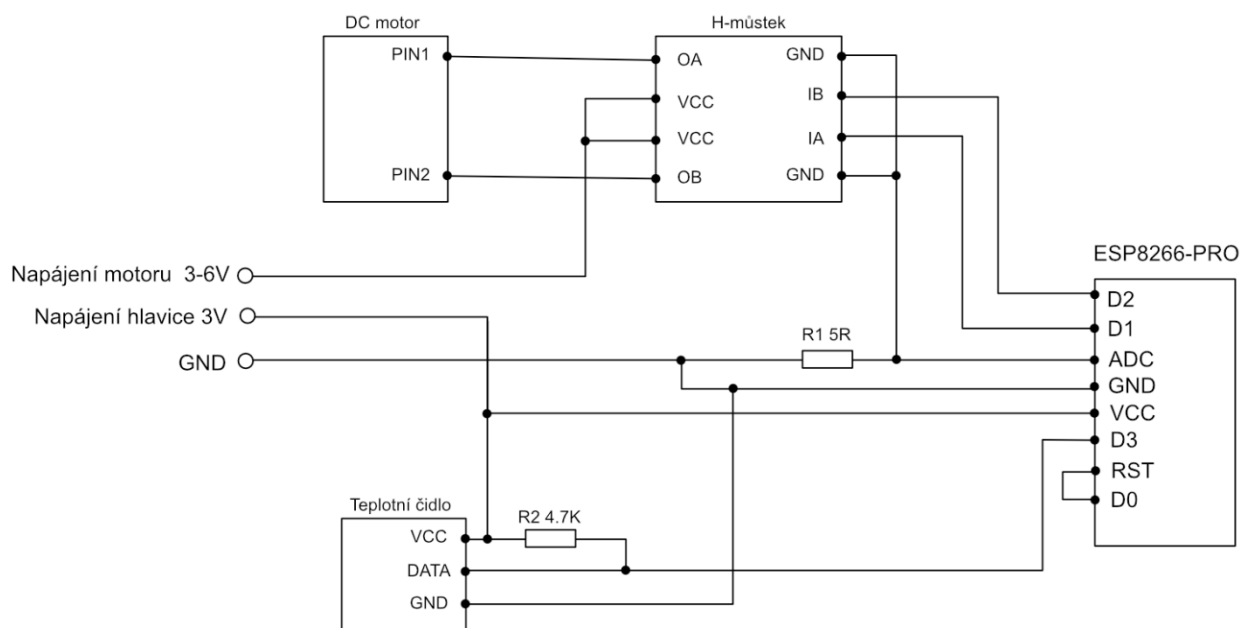 DC motor
PIN1
PIN2
H-můstek
OA
VCC
VCC
OB
GND
IB
IA
GND
Napájení motoru 3-6V
Napájení hlavice 3V
GND
R1 5R
ESP8266-PRO
D2
D1
ADC
GND
VCC
D3
RST
D0
Teplotní čidlo
VCC
DATA
GND
R2 4.7K